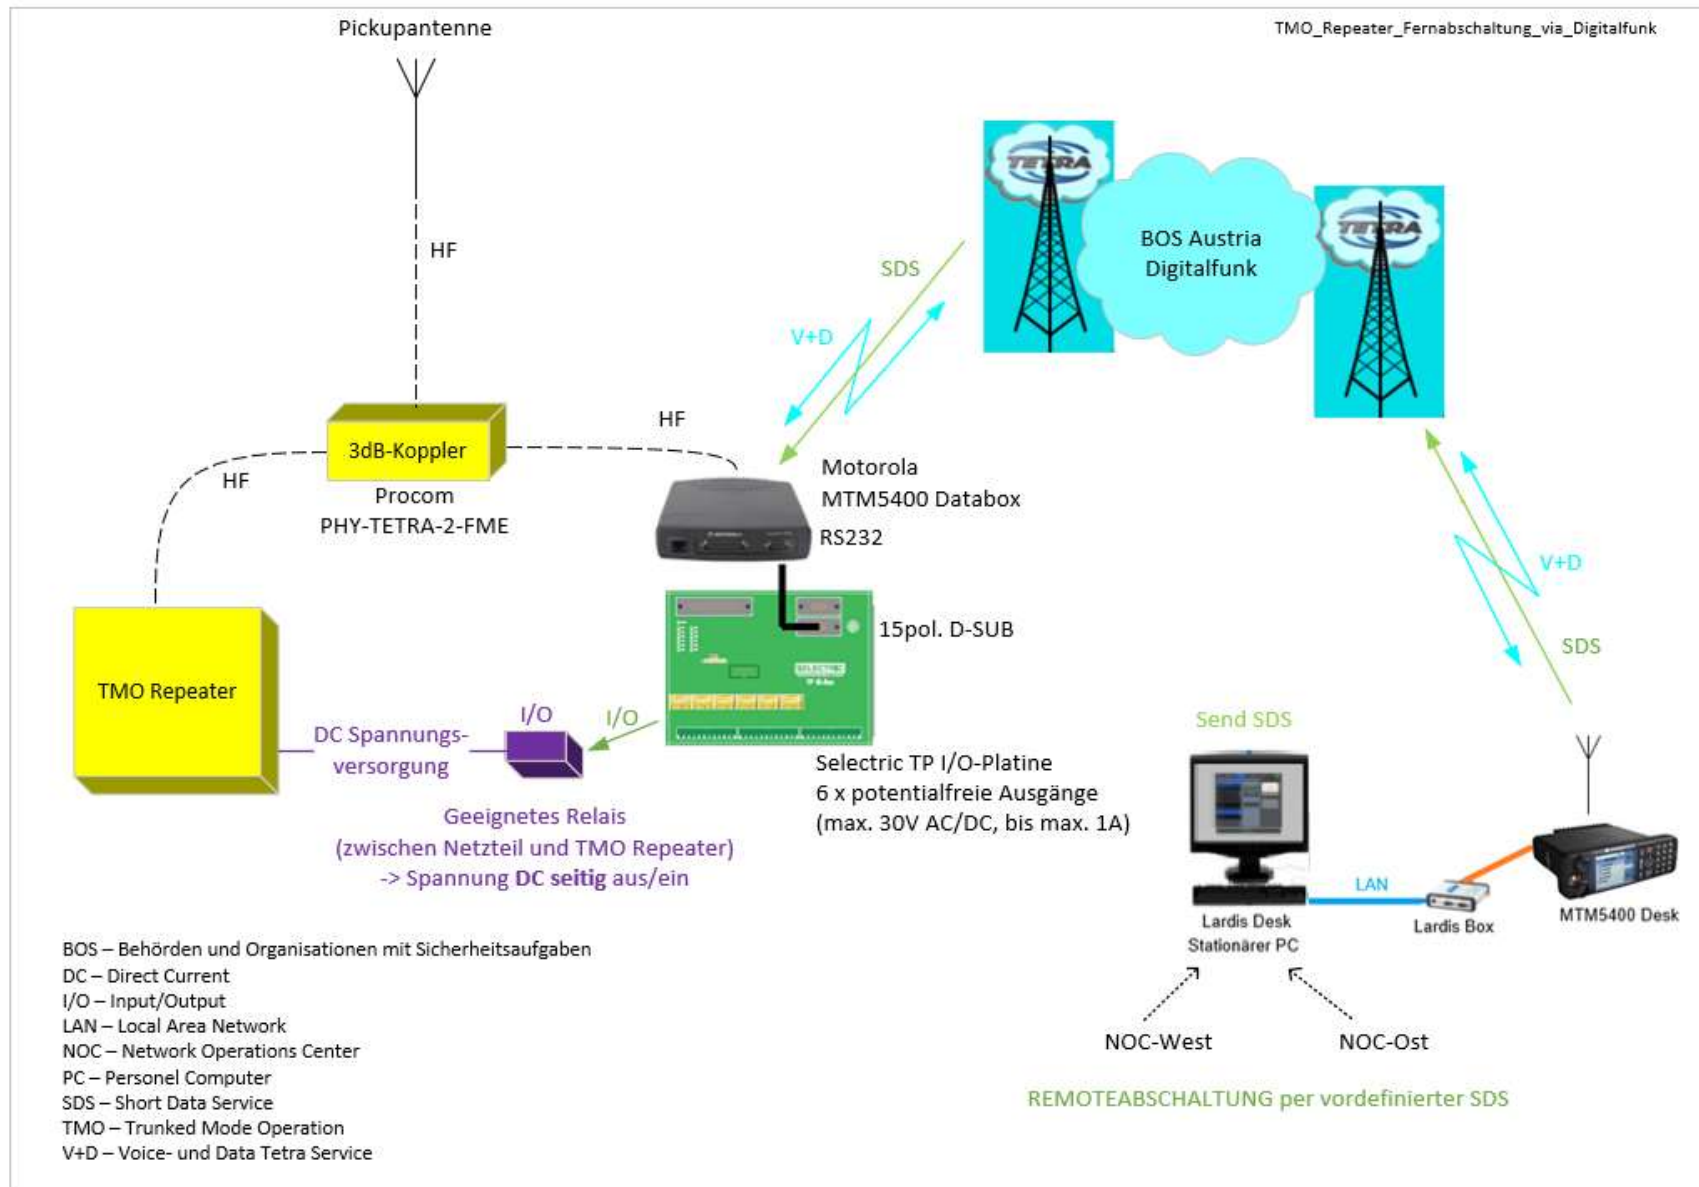 Pickupantenne
TMO_Repeater_Fernabschaltung_via_Digitalfunk
TETRA
TETRA
BOS Austria
Digitalfunk
HF
SDS
V+D
HF
3dB-Koppler
HF
Procom
PHY-TETRA-2-FME
Motorola
MTM5400 Databox
RS232
V+D
15pol. D-SUB
SDS
SELECTRIC
TMO Repeater
I/O
I/O
DC Spannungs-
versorgung
Send SDS
Selectric TP I/O-Platine
6 x potentialfreie Ausgänge
(max. 30V AC/DC, bis max. 1A)
Geeignetes Relais
(zwischen Netzteil und TMO Repeater)
-> Spannung DC seitig aus/ein
LAN
Lardis Desk
Stationärer PC
Lardis Box
MTM5400 Desk
BOS – Behörden und Organisationen mit Sicherheitsaufgaben
DC – Direct Current
I/O – Input/Output
LAN – Local Area Network
NOC – Network Operations Center
PC – Personel Computer
SDS – Short Data Service
TMO – Trunked Mode Operation
V+D – Voice- und Data Tetra Service
NOC-West
NOC-Ost
REMOTEABSCHALTUNG per vordefinierter SDS